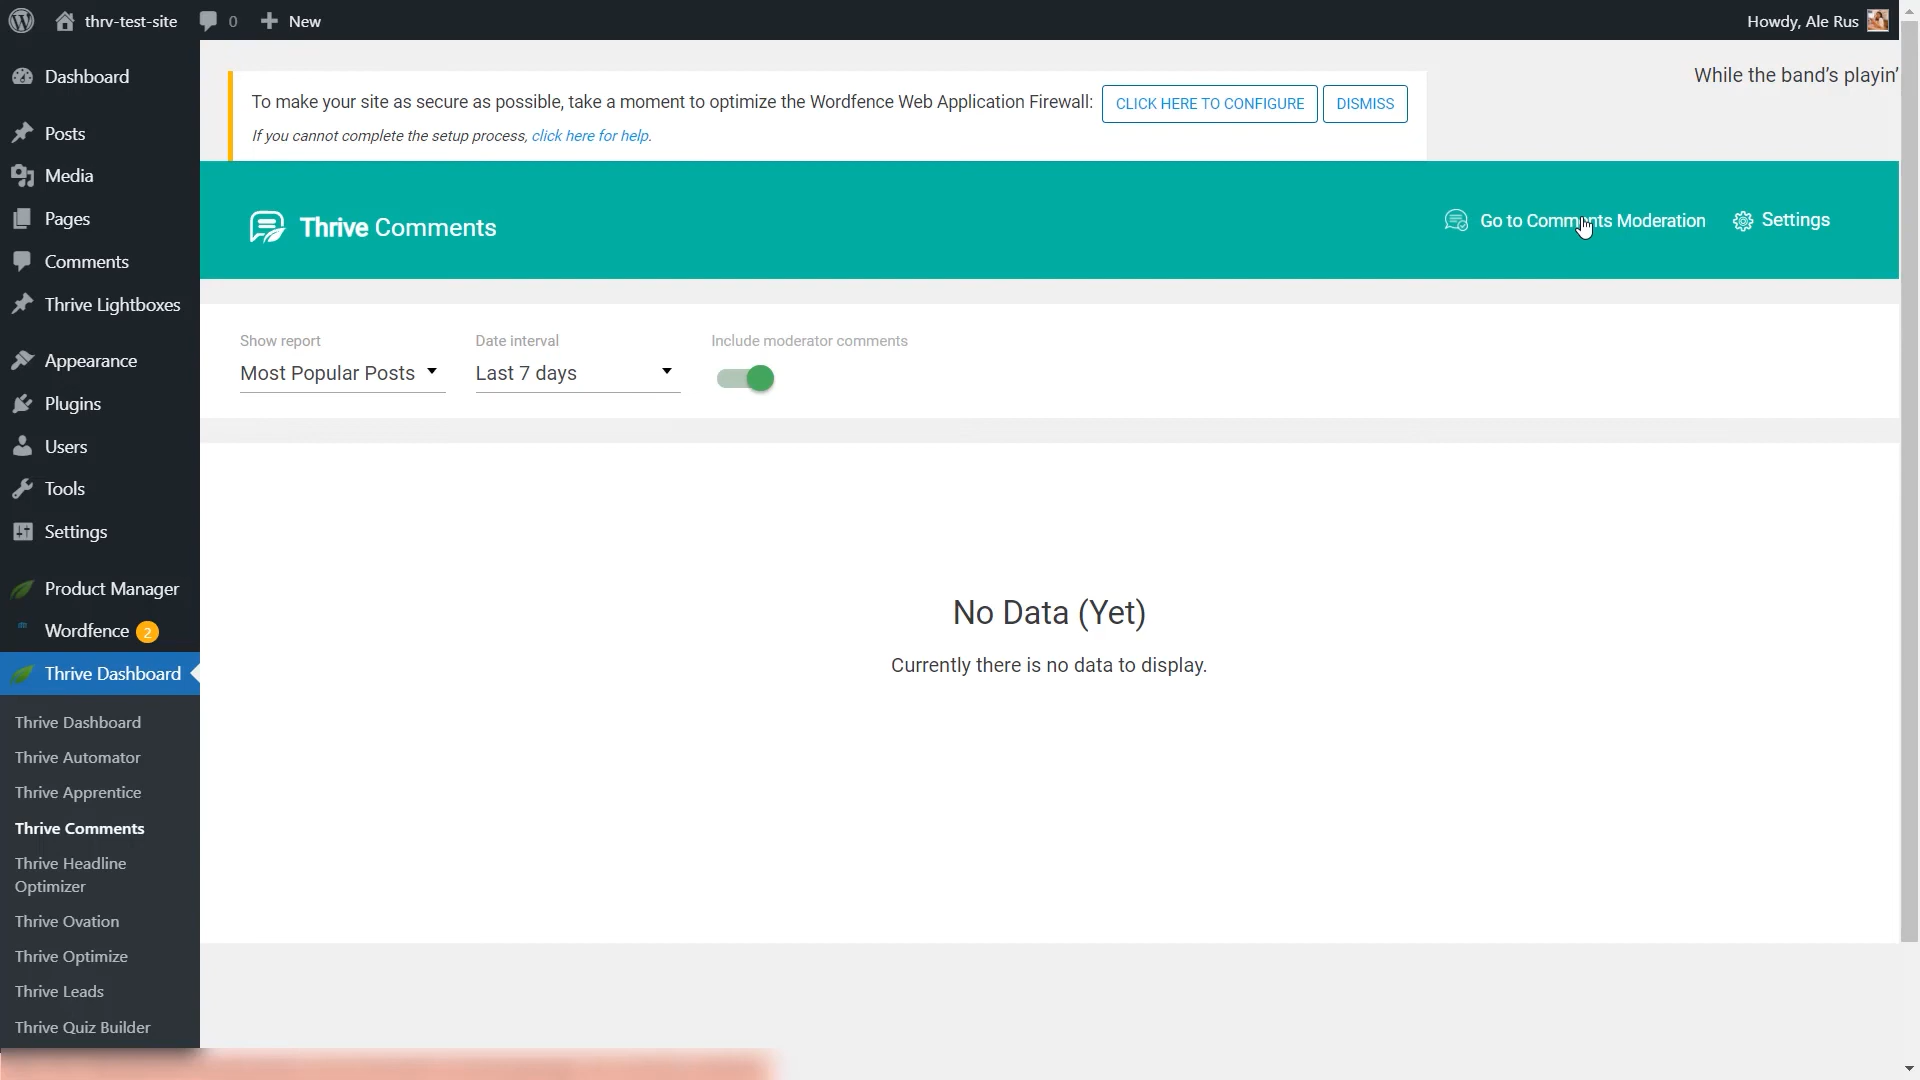 thrv-test-site
0
New
Howdy, Ale Rus
Dashboard
Posts
Media
Pages
Comments
Thrive Lightboxes
Appearance
Plugins
Users
Tools
Settings
Product Manager
Wordfence 2
Thrive Dashboard
Thrive Dashboard
Thrive Automator
Thrive Apprentice
Thrive Comments
Thrive Headline
Optimizer
Thrive Ovation
Thrive Optimize
Thrive Leads
Thrive Quiz Builder
While the band's playin'
To make your site as secure as possible, take a moment to optimize the Wordfence Web Application Firewall:
CLICK HERE TO CONFIGURE
DISMISS
If you cannot complete the setup process, click here for help.
Thrive Comments
Go to Comments Moderation
Settings
Show report
Most Popular Posts
Date interval
Last 7 days
Include moderator comments
No Data (Yet)
Currently there is no data to display.